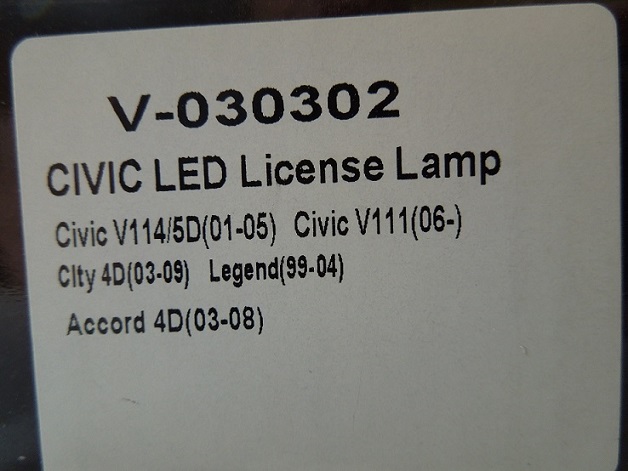 V-030302
CIVIC LED License Lamp
Civic V114/5D(01-05) Civic V111(06-)
CIty 4D(03-09) Legend(99-04)
Accord 4D(03-08)